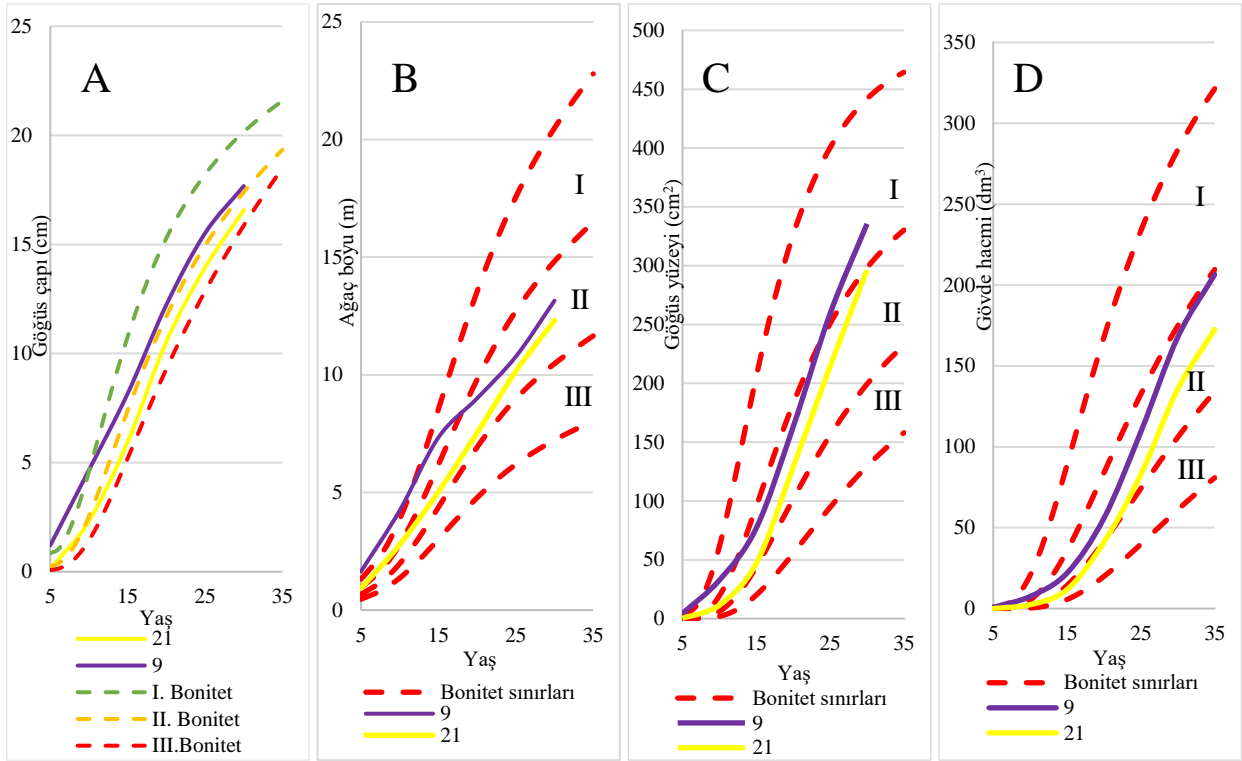 A
Göğüs çapı (cm)
25
20
15
10
5
0
5
15
25
35
Yaş
21
9
I. Bonitet
II. Bonitet
III.Bonitet
B
Ağaç boyu (m)
25
20
15
10
5
0
5
15
25
35
I
II
III
Yaş
Bonitet sınırları
9
21
C
Göğüs yüzeyi (cm²)
500
450
400
350
300
250
200
150
100
50
0
5
15
25
35
I
II
III
Yaş
Bonitet sınırları
9
21
D
Gövde hacmi (dm³)
350
300
250
200
150
100
50
0
5
15
25
35
I
II
III
Yaş
Bonitet sınırları
9
21